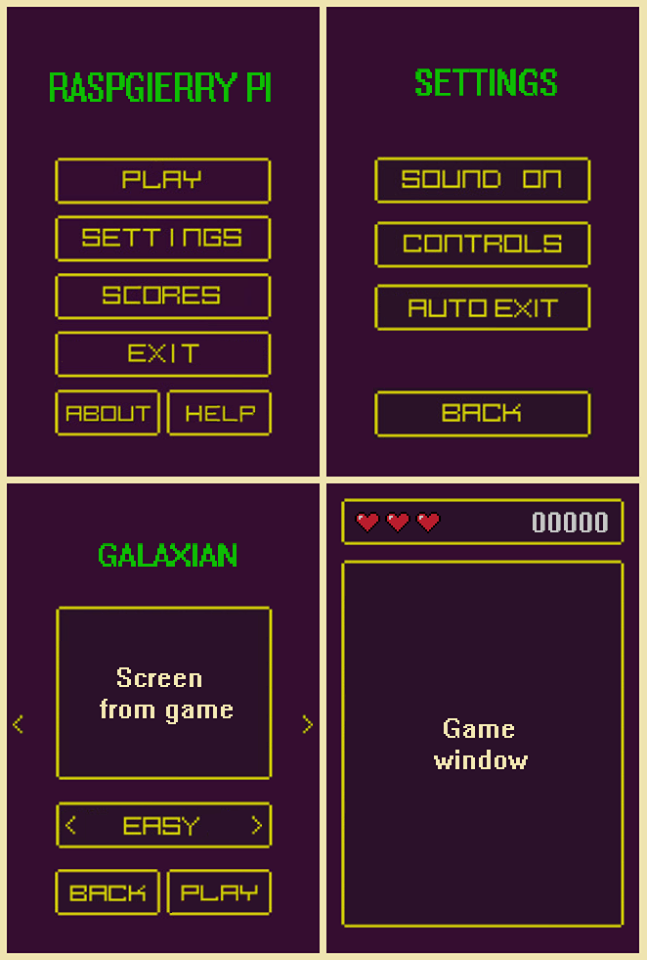 RASPGIERRY PI
PLAY
SETTINGS
SCORES
EXIT
ABOUT HELP
SETTINGS
SOUND ON
CONTROLS
AUTO EXIT
BACK
GALAXIAN
Screen
from game
< >
< EASY >
BACK PLAY
00000
Game
window